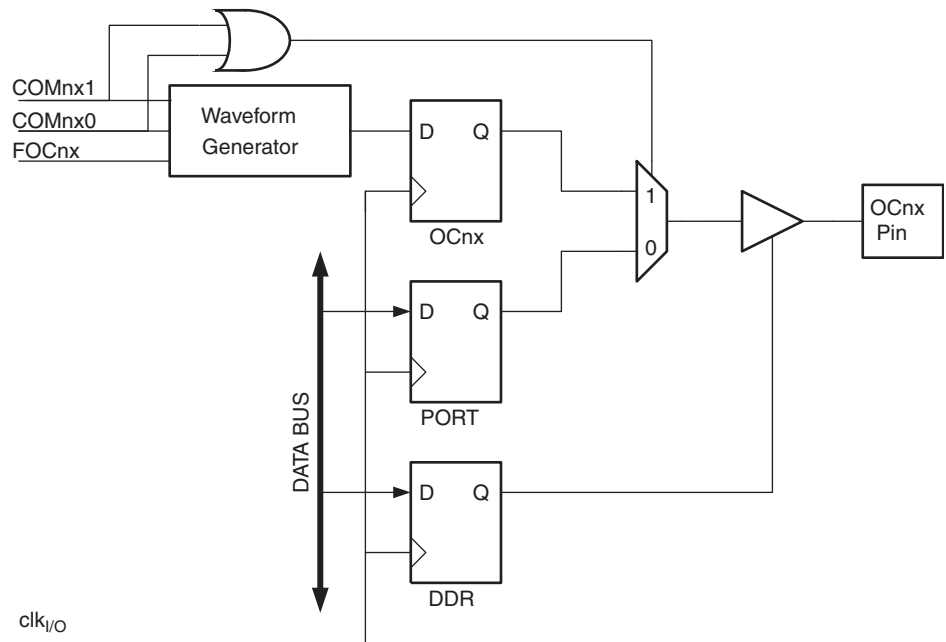 COMnx1
COMnx0
FOCnx
Waveform
Generator
D Q
OCnx
1
0
OCnx
Pin
D Q
PORT
DATA BUS
D Q
DDR
clkI/O